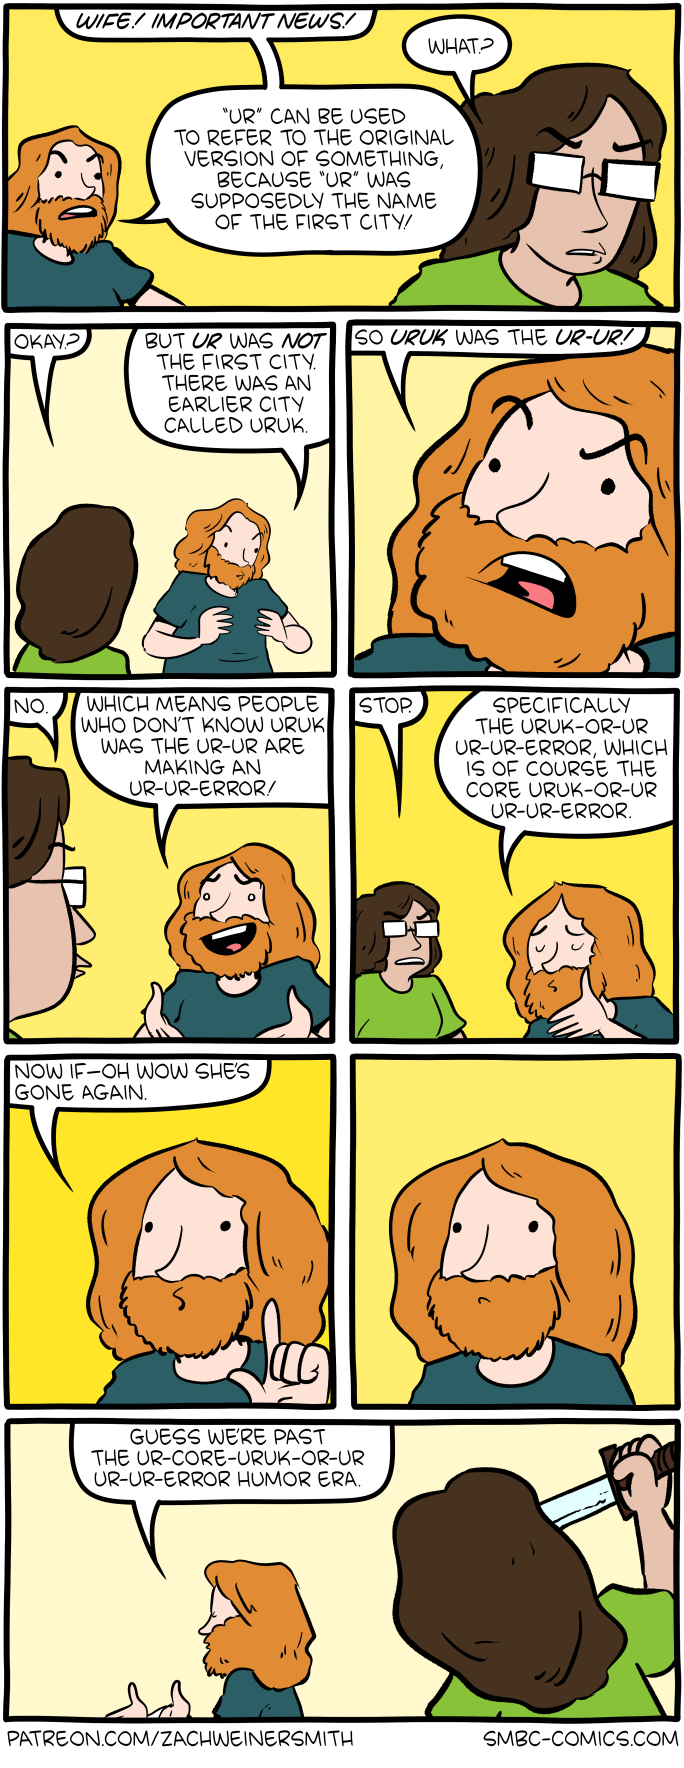 WIFE! IMPORTANT NEWS!
"UR" CAN BE USED
TO REFER TO THE ORIGINAL
VERSION OF SOMETHING,
BECAUSE "UR" WAS
SUPPOSEDLY THE NAME
OF THE FIRST CITY!
WHAT?
OKAY?
BUT UR WAS NOT
THE FIRST CITY.
THERE WAS AN
EARLIER CITY
CALLED URUK.
SO URUK WAS THE UR-UR!
NO.
WHICH MEANS PEOPLE
WHO DON'T KNOW URUK
WAS THE UR-UR ARE
MAKING AN
UR-UR-ERROR!
STOP.
SPECIFICALLY
THE URUK-OR-UR
UR-UR-ERROR, WHICH
IS OF COURSE THE
CORE URUK-OR-UR
UR-UR-ERROR.
NOW IF—OH WOW SHE'S
GONE AGAIN.
GUESS WE'RE PAST
THE UR-CORE-URUK-OR-UR
UR-UR-ERROR HUMOR ERA.
PATREON.COM/ZACHWEINERSMITH
SMBC-COMICS.COM